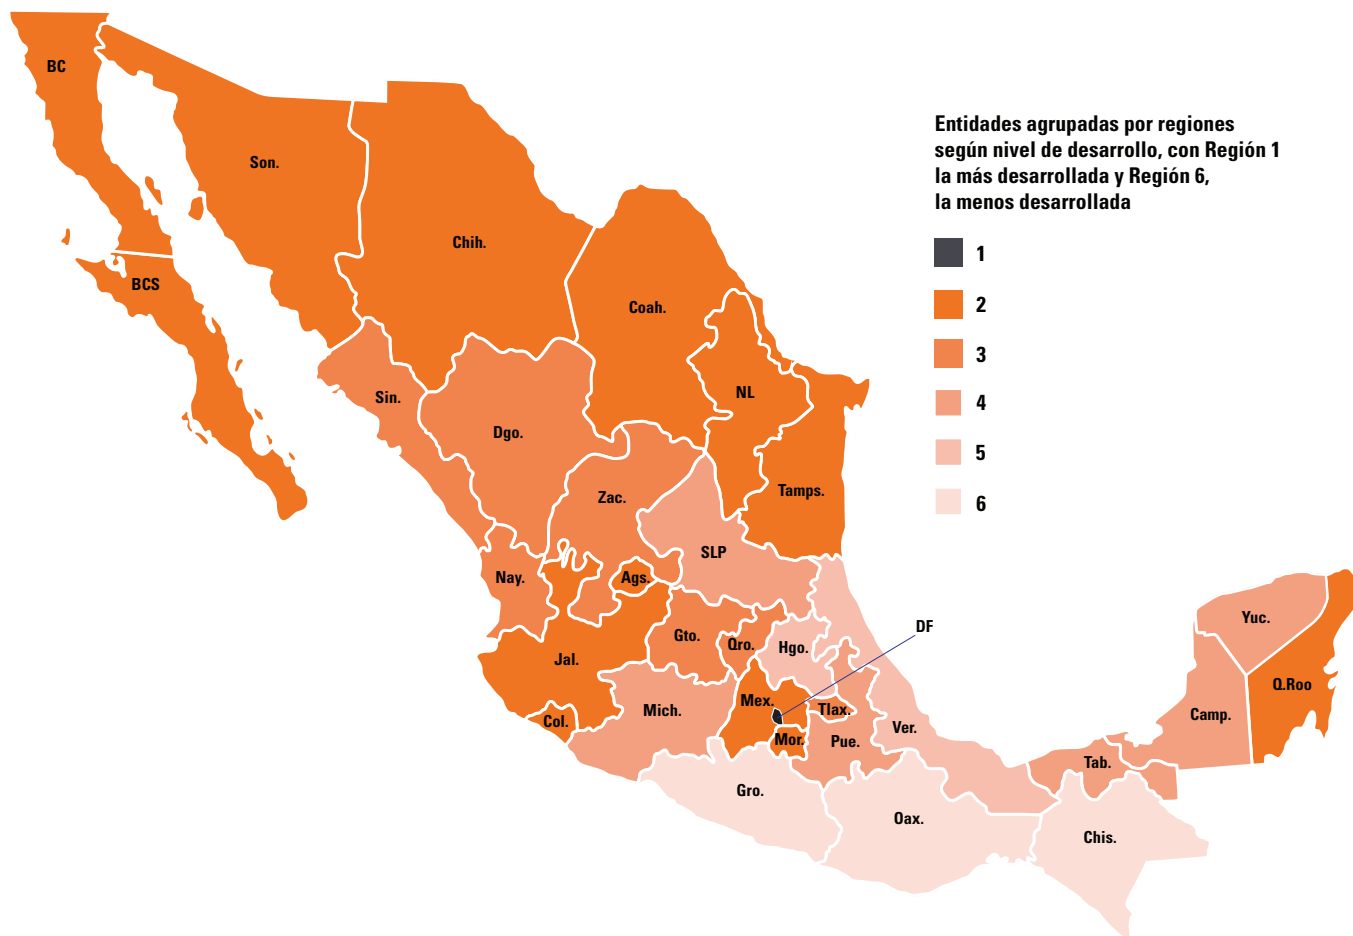 BC
Son.
Chih.
BCS
Coah.
NL
Sin.
Dgo.
Tamps.
Zac.
SLP
Nay.
Ags.
Gto.
Qro.
Hgo.
DF
Yuc.
Jal.
Q.Roo
Mex.
Mich.
Tlax.
Camp.
Col.
Ver.
Mor.
Pue.
Tab.
Gro.
Oax.
Chis.
Entidades agrupadas por regiones
según nivel de desarrollo, con Región 1
la más desarrollada y Región 6,
la menos desarrollada
1
2
3
4
5
6